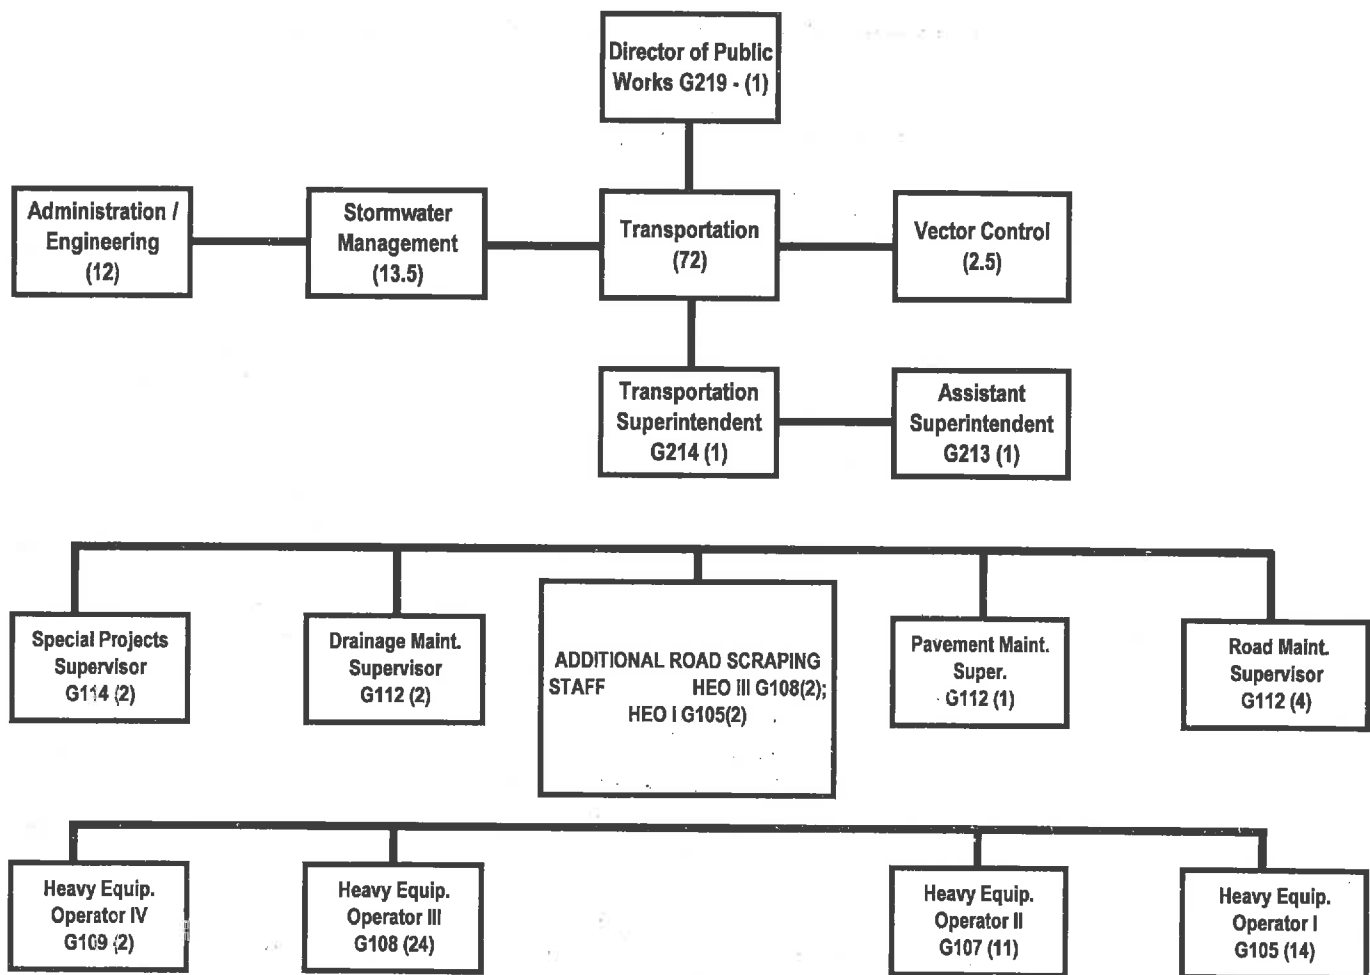 Director of Public
Works G219 - (1)
Administration /
Engineering
(12)
Stormwater
Management
(13.5)
Transportation
(72)
Vector Control
(2.5)
Transportation
Superintendent
G214 (1)
Assistant
Superintendent
G213 (1)
Special Projects
Supervisor
G114 (2)
Drainage Maint.
Supervisor
G112 (2)
ADDITIONAL ROAD SCRAPING
STAFF HEO III G108(2);
HEO I G105(2)
Pavement Maint.
Super.
G112 (1)
Road Maint.
Supervisor
G112 (4)
Heavy Equip.
Operator IV
G109 (2)
Heavy Equip.
Operator III
G108 (24)
Heavy Equip.
Operator II
G107 (11)
Heavy Equip.
Operator I
G105 (14)